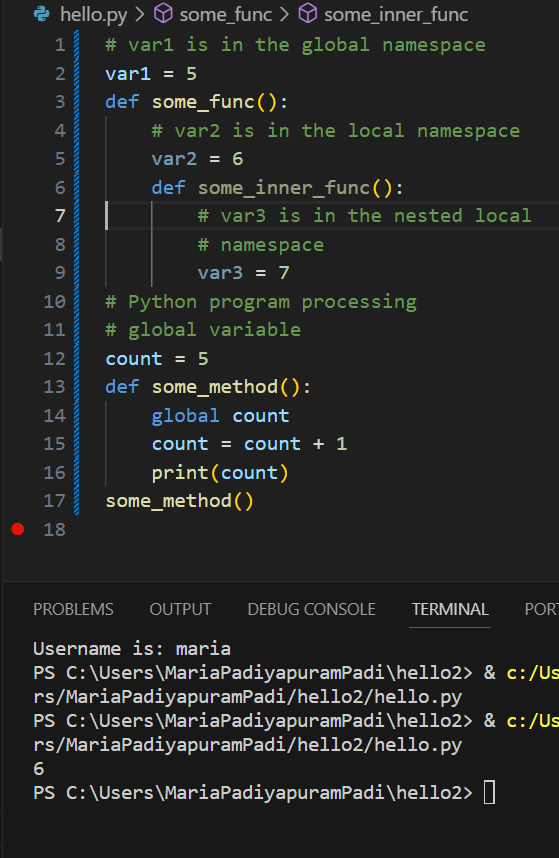 hello.py > some_func > some_inner_func
1 # var1 is in the global namespace
2 var1 = 5
3 def some_func():
4     # var2 is in the local namespace
5     var2 = 6
6     def some_inner_func():
7         # var3 is in the nested local
8         # namespace
9         var3 = 7
10 # Python program processing
11 # global variable
12 count = 5
13 def some_method():
14     global count
15     count = count + 1
16     print(count)
17 some_method()
18
PROBLEMS OUTPUT DEBUG CONSOLE TERMINAL PORT
Username is: maria
PS C:\Users\MariaPadiyapuramPadi\hello2> & c:/Us
rs/MariaPadiyapuramPadi/hello2/hello.py
PS C:\Users\MariaPadiyapuramPadi\hello2> & c:/Us
rs/MariaPadiyapuramPadi/hello2/hello.py
6
PS C:\Users\MariaPadiyapuramPadi\hello2>